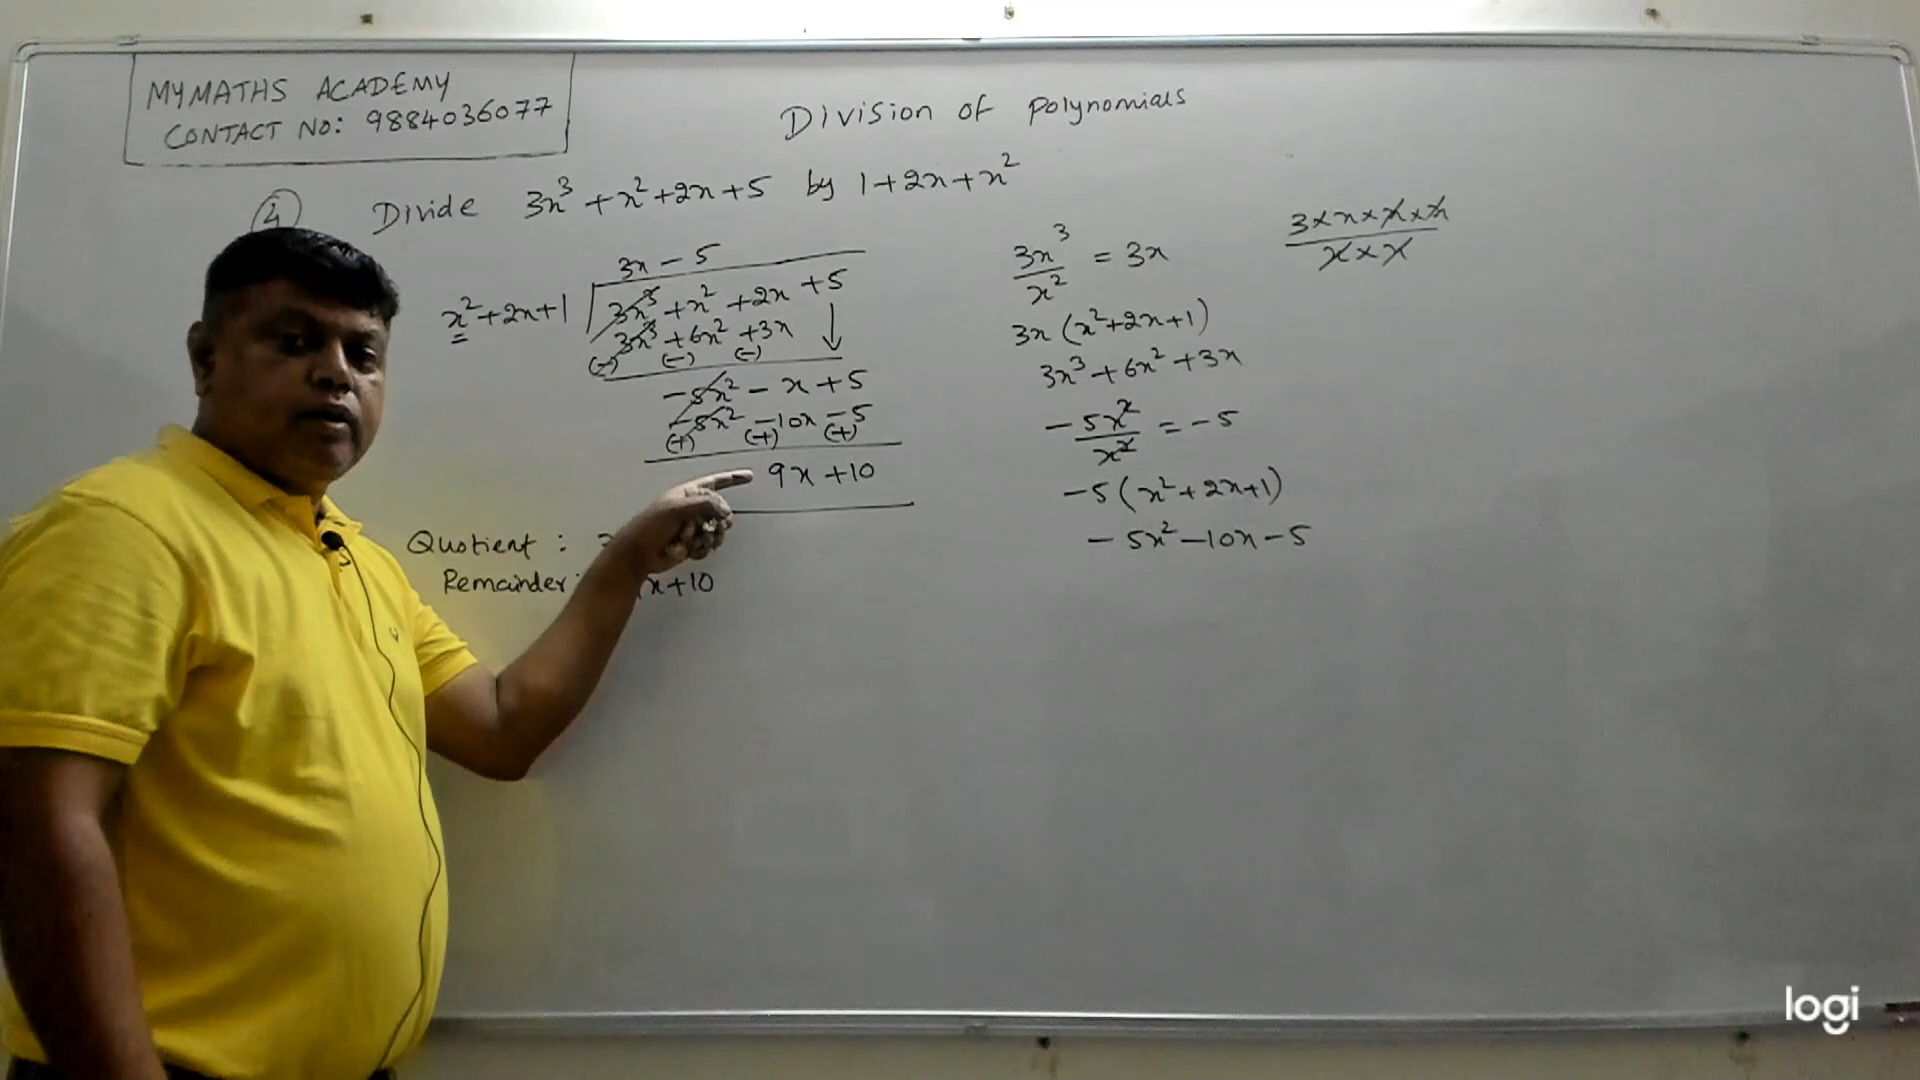 MYMATHS ACADEMY
CONTACT NO: 9884036077
Division of Polynomials
4 Divide 3x³ + x² + 2x + 5 by 1 + 2x + x²
3x - 5
x² + 2x + 1
3x³ + x² + 2x + 5
3x³ + 6x² + 3x
(-) (-) (-)
-5x² - x + 5
-5x² - 10x - 5
(+) (+) (+)
9x + 10
Quotient : 3
Remainder : x + 10
3x³/x² = 3x
3x (x² + 2x + 1)
3x³ + 6x² + 3x
-5x²/x² = -5
-5 (x² + 2x + 1)
-5x² - 10x - 5
3 × x × x × x
x × x
logi